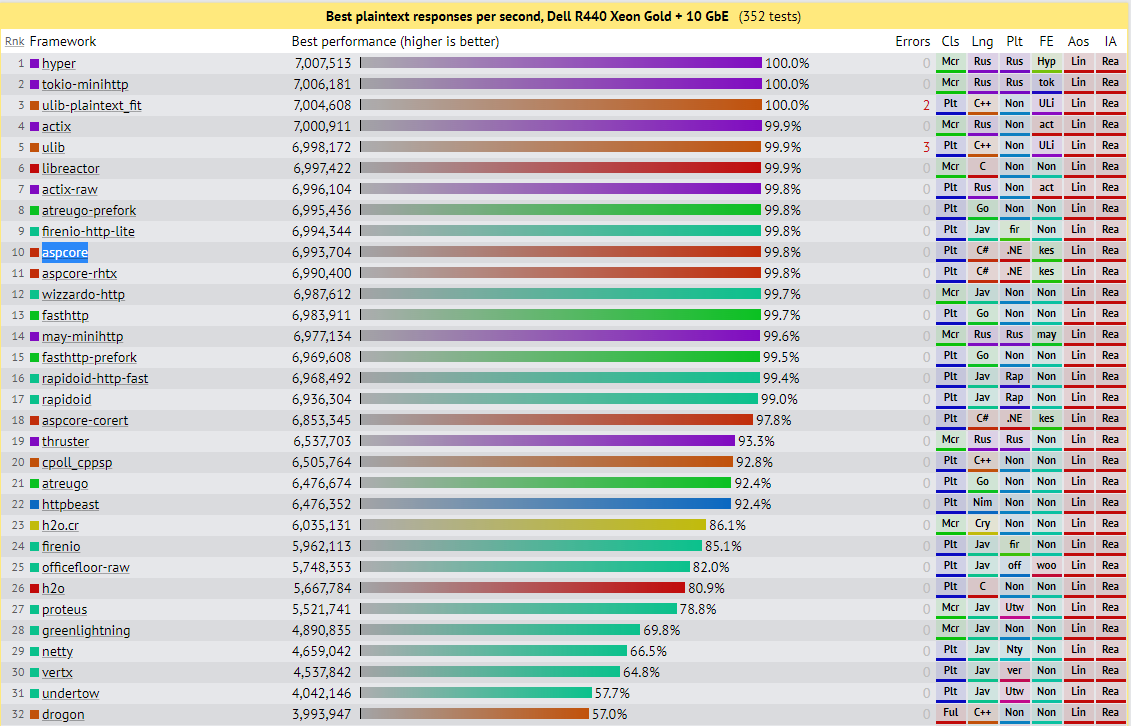 Best plaintext responses per second, Dell R440 Xeon Gold + 10 GbE (352 tests)
Rnk Framework Best performance (higher is better) Errors Cls Lng Plt FE Aos IA
1 hyper 7,007,513 100.0% 0 Mcr Rus Rus Hyp Lin Rea
2 tokio-minihttp 7,006,181 100.0% 0 Mcr Rus Rus tok Lin Rea
3 ulib-plaintext_fit 7,004,608 100.0% 2 Plt C++ Non ULi Lin Rea
4 actix 7,000,911 99.9% 0 Mcr Rus Non act Lin Rea
5 ulib 6,998,172 99.9% 3 Plt C++ Non ULi Lin Rea
6 libreactor 6,997,422 99.9% 0 Mcr C Non Non Lin Rea
7 actix-raw 6,996,104 99.8% 0 Plt Rus Non act Lin Rea
8 atreugo-prefork 6,995,436 99.8% 0 Plt Go Non Non Lin Rea
9 firenio-http-lite 6,994,344 99.8% 0 Plt Jav fir Non Lin Rea
10 aspcore 6,993,704 99.8% 0 Plt C# .NE kes Lin Rea
11 aspcore-rhtx 6,990,400 99.8% 0 Plt C# .NE kes Lin Rea
12 wizzardo-http 6,987,612 99.7% 0 Mcr Jav Non Non Lin Rea
13 fasthttp 6,983,911 99.7% 0 Plt Go Non Non Lin Rea
14 may-minihttp 6,977,134 99.6% 0 Mcr Rus Rus may Lin Rea
15 fasthttp-prefork 6,969,608 99.5% 0 Plt Go Non Non Lin Rea
16 rapidoid-http-fast 6,968,492 99.4% 0 Plt Jav Rap Non Lin Rea
17 rapidoid 6,936,304 99.0% 0 Plt Jav Rap Non Lin Rea
18 aspcore-corert 6,853,345 97.8% 0 Plt C# .NE kes Lin Rea
19 thruster 6,537,703 93.3% 0 Mcr Rus Rus Non Lin Rea
20 cpoll_cppsp 6,505,764 92.8% 0 Plt C++ Non Non Lin Rea
21 atreugo 6,476,674 92.4% 0 Plt Go Non Non Lin Rea
22 httpbeast 6,476,352 92.4% 0 Plt Nim Non Non Lin Rea
23 h2o.cr 6,035,131 86.1% 0 Mcr Cry Non Non Lin Rea
24 firenio 5,962,113 85.1% 0 Plt Jav fir Non Lin Rea
25 officefloor-raw 5,748,353 82.0% 0 Plt Jav off woo Lin Rea
26 h2o 5,667,784 80.9% 0 Plt C Non Non Lin Rea
27 proteus 5,521,741 78.8% 0 Mcr Jav Utw Non Lin Rea
28 greenlightning 4,890,835 69.8% 0 Mcr Jav Non Non Lin Rea
29 netty 4,659,042 66.5% 0 Plt Jav Nty Non Lin Rea
30 vertx 4,537,842 64.8% 0 Plt Jav ver Non Lin Rea
31 undertow 4,042,146 57.7% 0 Plt Jav Utw Non Lin Rea
32 drogon 3,993,947 57.0% 0 Ful C++ Non Non Lin Rea